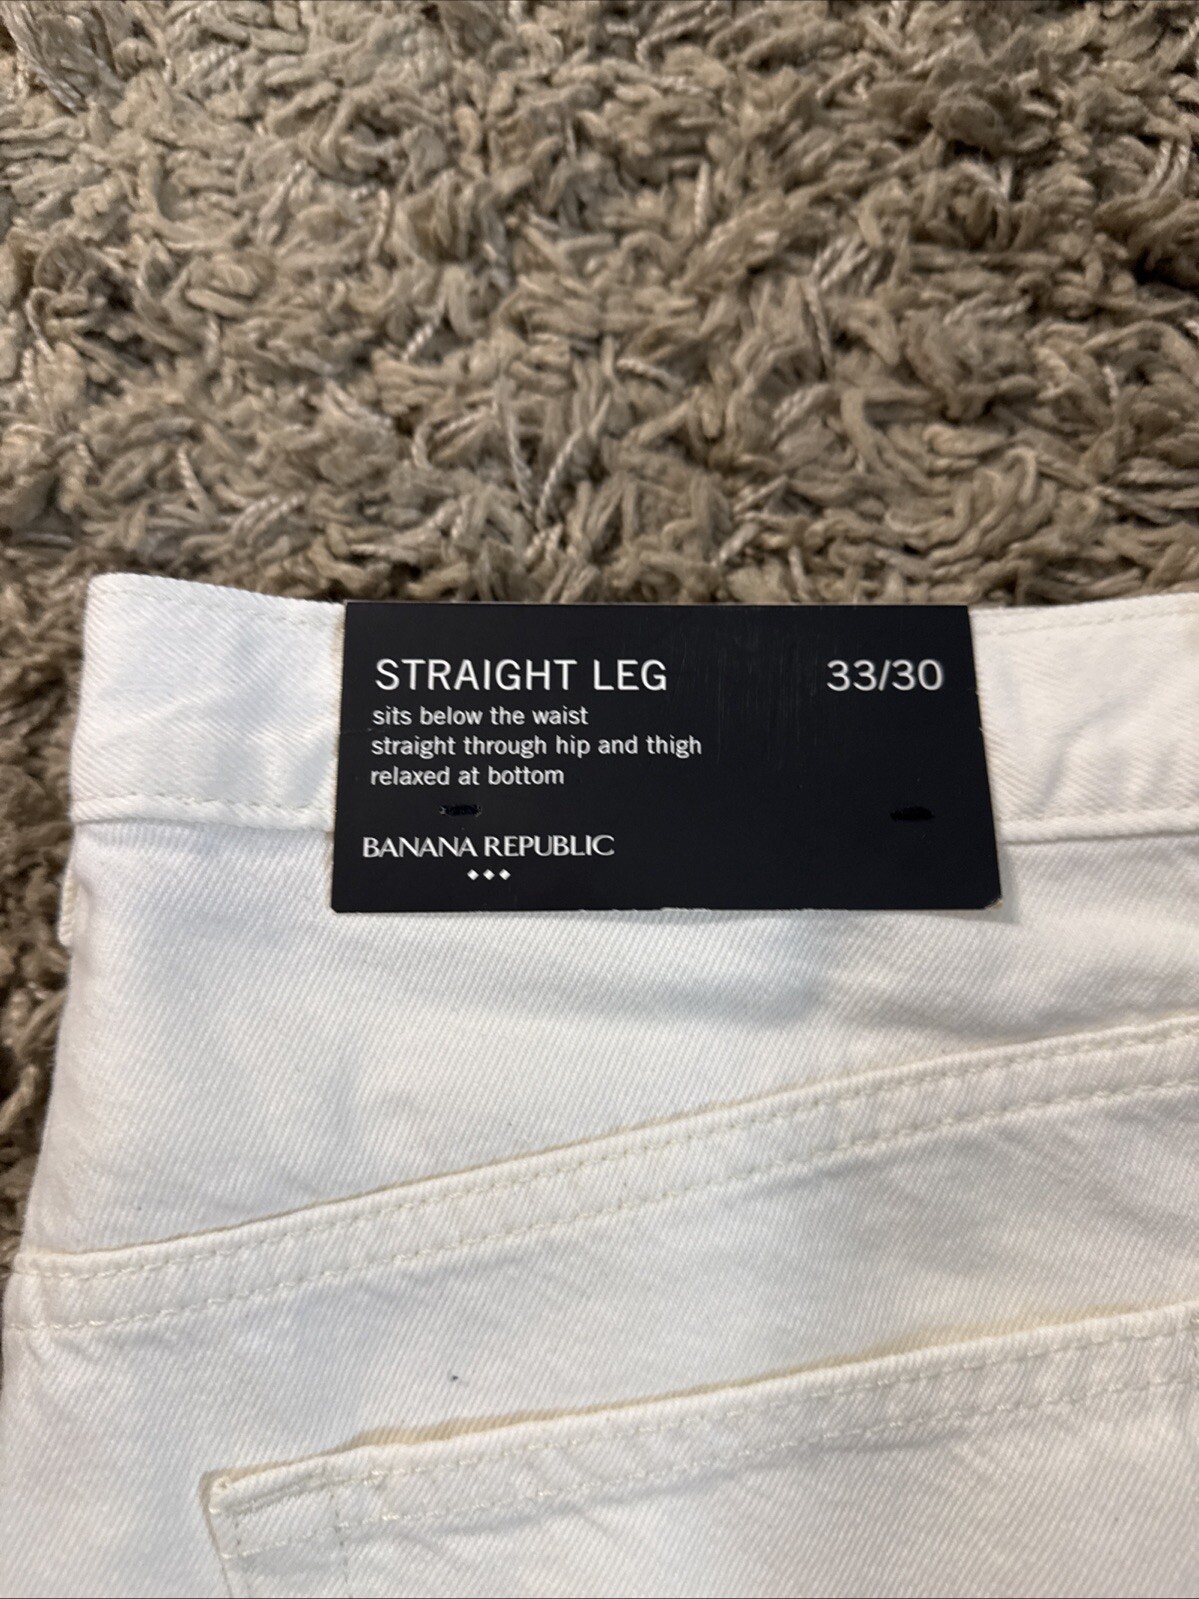 STRAIGHT LEG 33/30
sits below the waist
straight through hip and thigh
relaxed at bottom
BANANA REPUBLIC